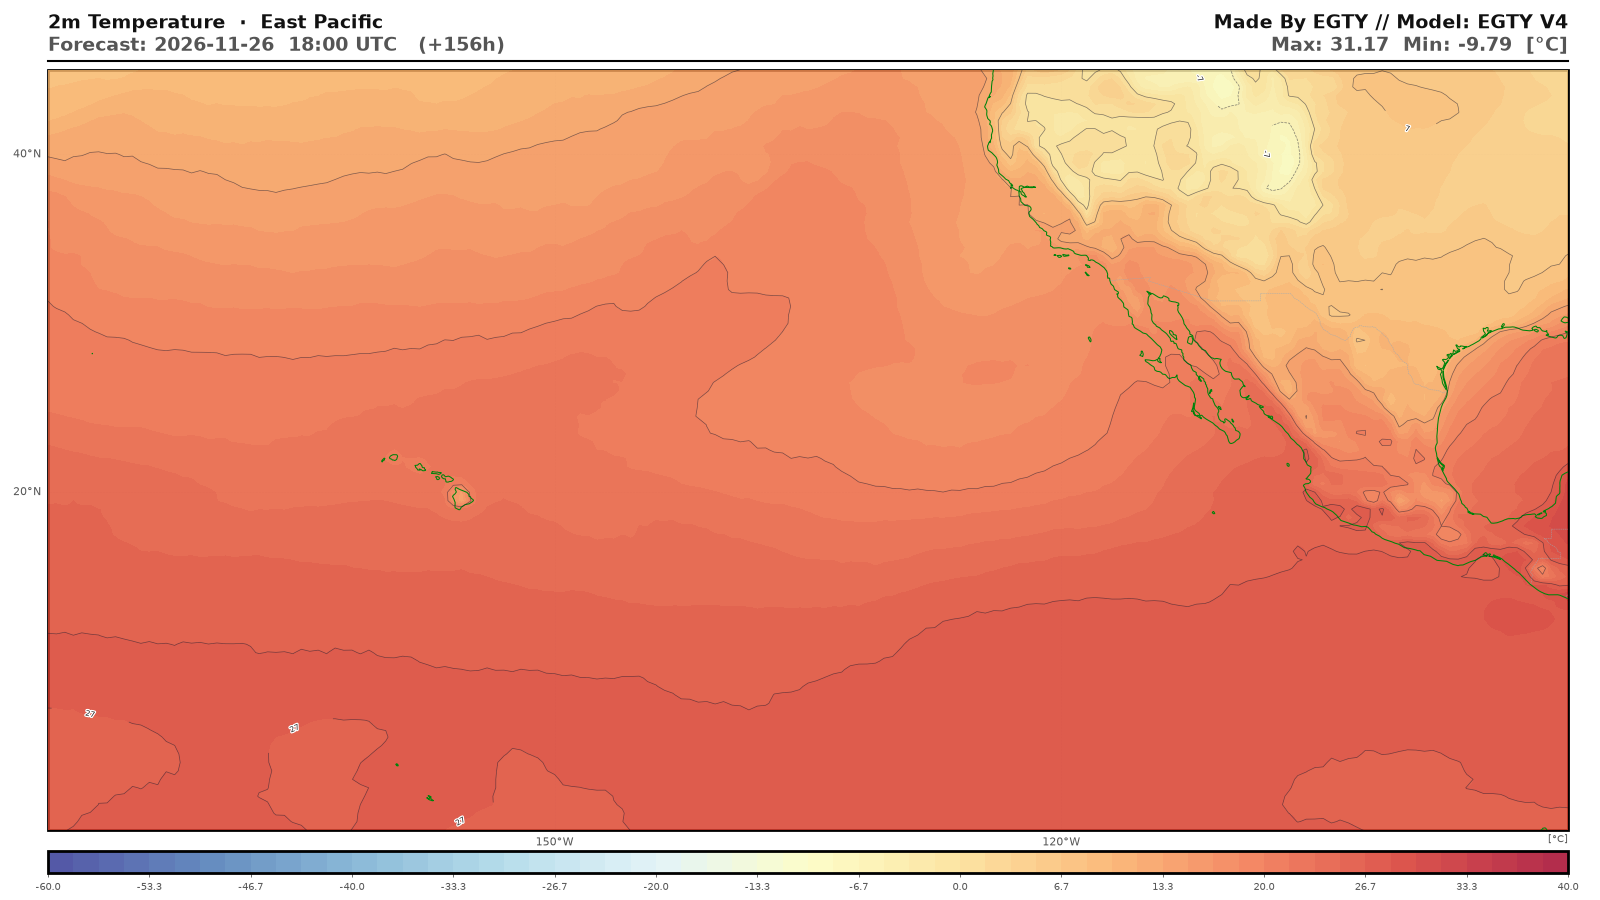 2m Temperature · East Pacific
Made By EGTY // Model: EGTY V4
Forecast: 2026-11-26 18:00 UTC (+156h)
Max: 31.17 Min: -9.79 [°C]
40°N
20°N
150°W
120°W
-7
-7
7
27
27
27
[°C]
-60.0 -53.3 -46.7 -40.0 -33.3 -26.7 -20.0 -13.3 -6.7 0.0 6.7 13.3 20.0 26.7 33.3 40.0